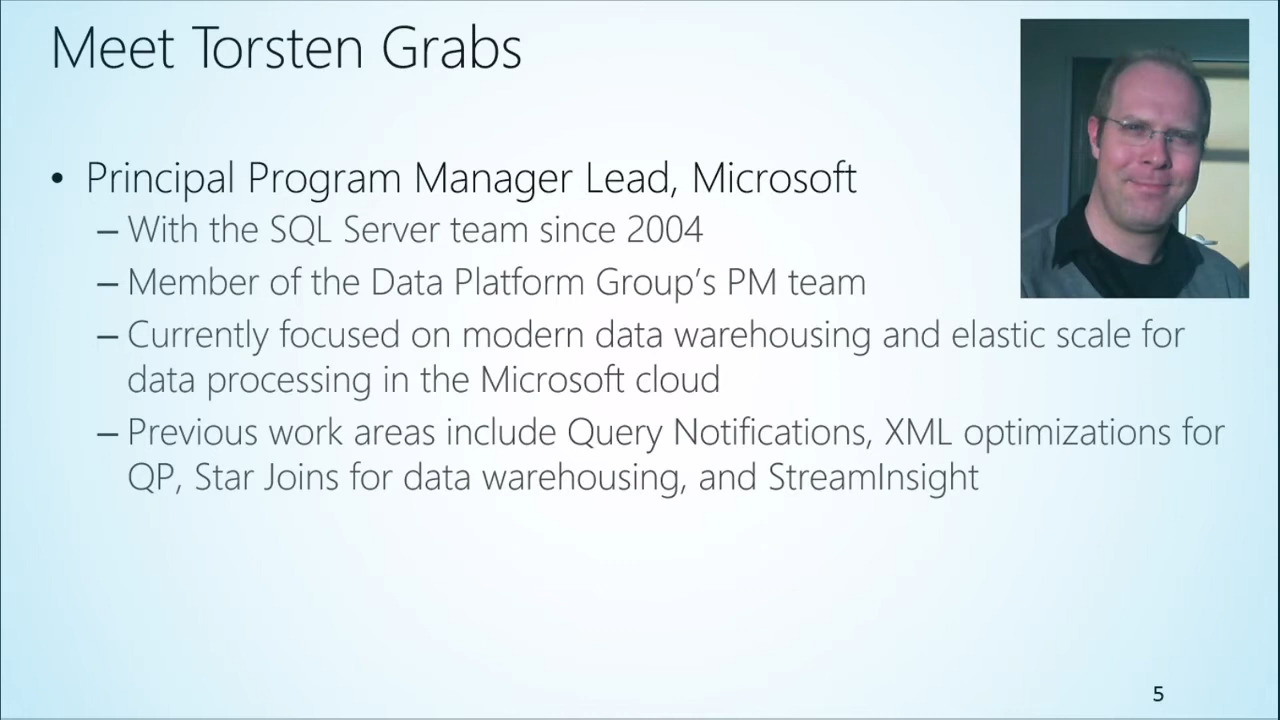 Meet Torsten Grabs
• Principal Program Manager Lead, Microsoft
– With the SQL Server team since 2004
– Member of the Data Platform Group’s PM team
– Currently focused on modern data warehousing and elastic scale for
data processing in the Microsoft cloud
– Previous work areas include Query Notifications, XML optimizations for
QP, Star Joins for data warehousing, and StreamInsight
5